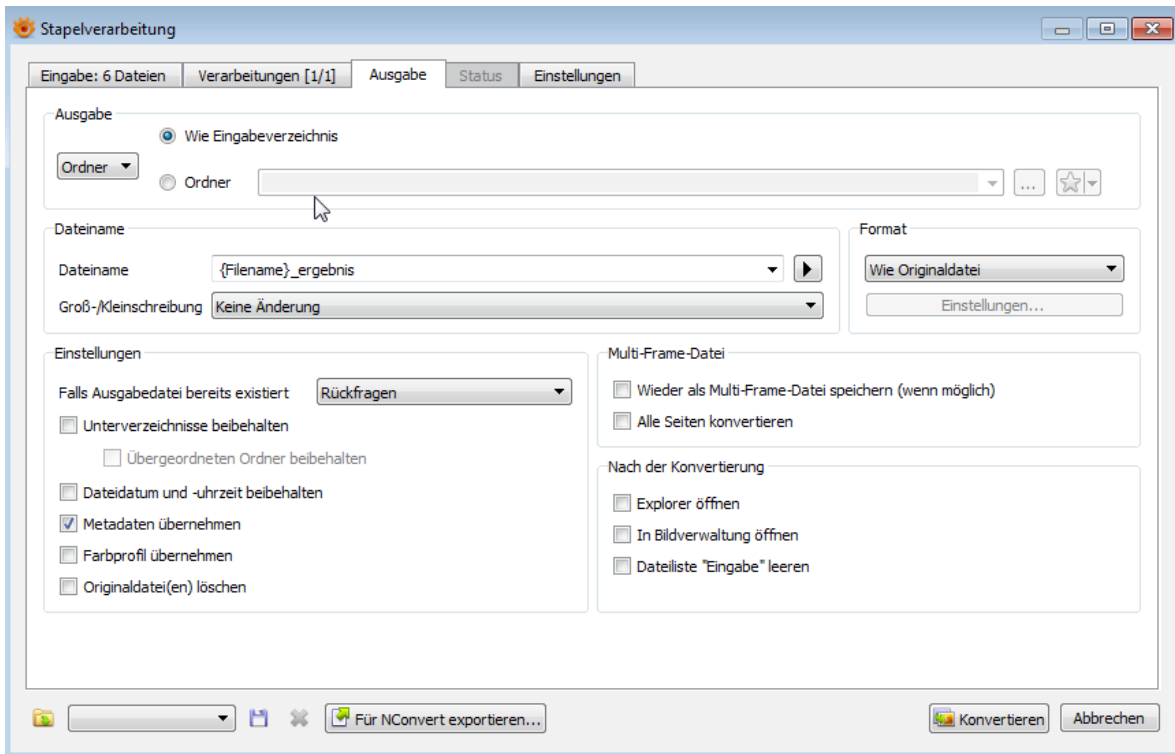 Stapelverarbeitung
Eingabe: 6 Dateien Verarbeitungen [1/1] Ausgabe Status Einstellungen
Ausgabe
Wie Eingabeverzeichnis
Ordner
Ordner ...
Dateiname
Dateiname {Filename}_ergebnis
Groß-/Kleinschreibung Keine Änderung
Format
Wie Originaldatei
Einstellungen...
Einstellungen
Falls Ausgabedatei bereits existiert Rückfragen
Unterverzeichnisse beibehalten
Übergeordneten Ordner beibehalten
Dateidatum und -uhrzeit beibehalten
Metadaten übernehmen
Farbprofil übernehmen
Originaldatei(en) löschen
Multi-Frame-Datei
Wieder als Multi-Frame-Datei speichern (wenn möglich)
Alle Seiten konvertieren
Nach der Konvertierung
Explorer öffnen
In Bildverwaltung öffnen
Dateiliste "Eingabe" leeren
Für NConvert exportieren... Konvertieren Abbrechen